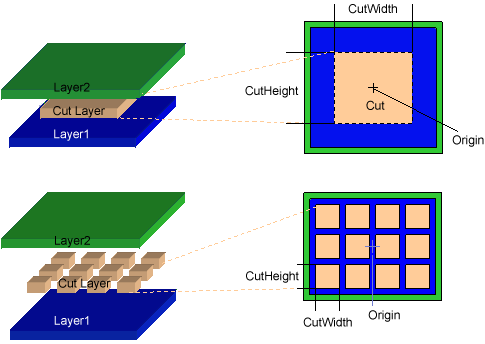 CutWidth
Layer2
CutHeight
Cut Layer
Cut
Layer1
Origin
Layer2
CutHeight
Cut Layer
Layer1
CutWidth
Origin